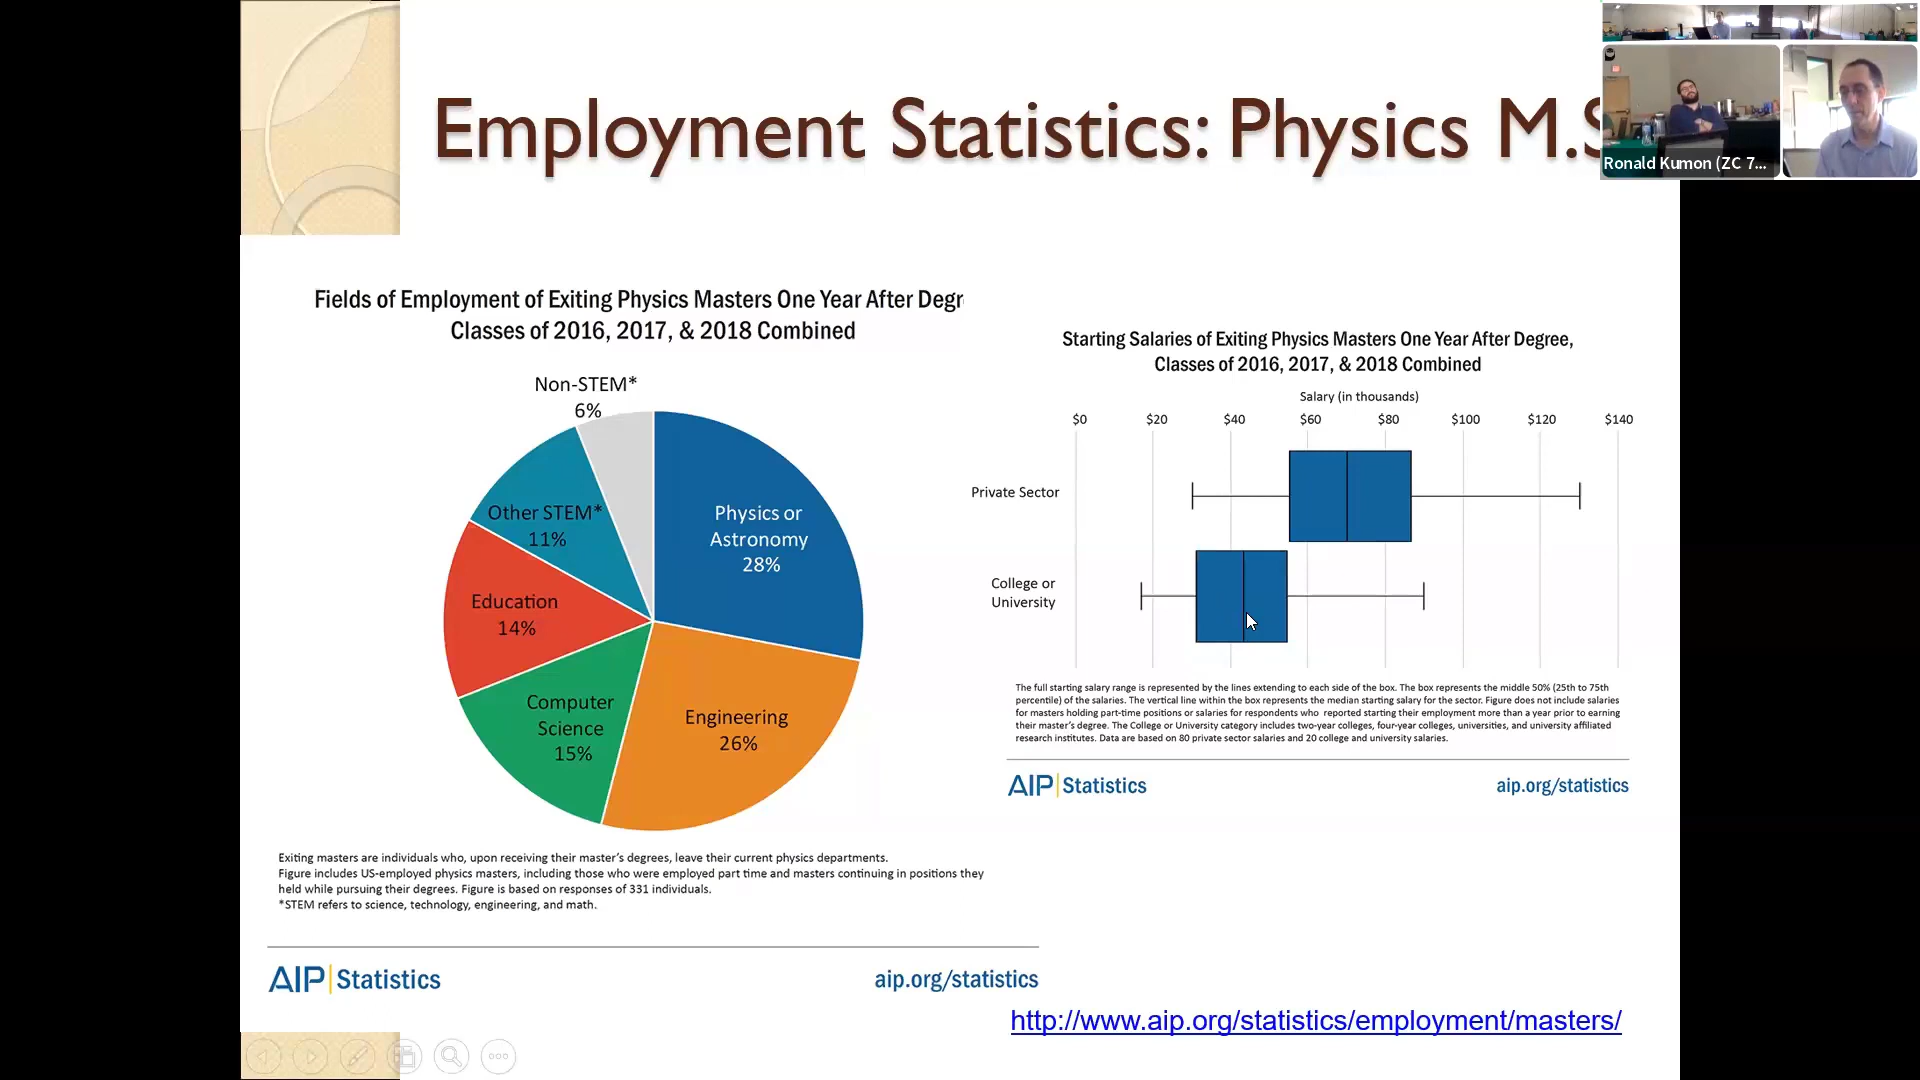 Employment Statistics: Physics M.S
Ronald Kumon (ZC 7...
Fields of Employment of Exiting Physics Masters One Year After Degr
Classes of 2016, 2017, & 2018 Combined
Non-STEM*
6%
Physics or
Astronomy
28%
Other STEM*
11%
Education
14%
Computer
Science
15%
Engineering
26%
Exiting masters are individuals who, upon receiving their master's degrees, leave their current physics departments.
Figure includes US-employed physics masters, including those who were employed part time and masters continuing in positions they
held while pursuing their degrees. Figure is based on responses of 331 individuals.
*STEM refers to science, technology, engineering, and math.
AIP Statistics
aip.org/statistics
Starting Salaries of Exiting Physics Masters One Year After Degree,
Classes of 2016, 2017, & 2018 Combined
Salary (in thousands)
$0 $20 $40 $60 $80 $100 $120 $140
Private Sector
College or
University
The full starting salary range is represented by the lines extending to each side of the box. The box represents the middle 50% (25th to 75th
percentile) of the salaries. The vertical line within the box represents the median starting salary for the sector. Figure does not include salaries
for masters holding part-time positions or salaries for respondents who reported starting their employment more than a year prior to earning
their master's degree. The College or University category includes two-year colleges, four-year colleges, universities, and university affiliated
research institutes. Data are based on 80 private sector salaries and 20 college and university salaries.
AIP Statistics
aip.org/statistics
http://www.aip.org/statistics/employment/masters/